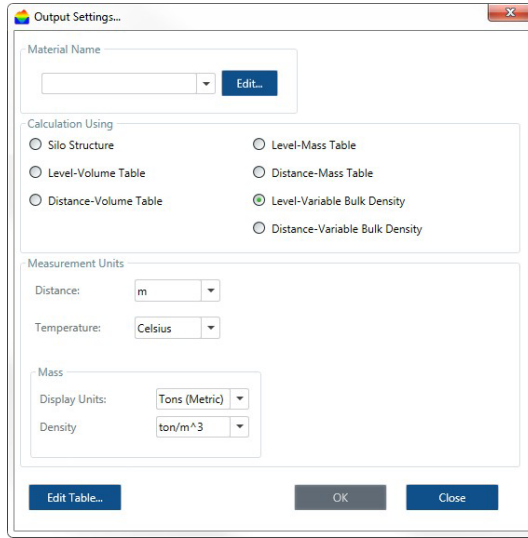 Output Settings...
x
Material Name
Edit...
Calculation Using
Silo Structure
Level-Mass Table
Level-Volume Table
Distance-Mass Table
Distance-Volume Table
Level-Variable Bulk Density
Distance-Variable Bulk Density
Measurement Units
Distance:
m
Temperature:
Celsius
Mass
Display Units:
Tons (Metric)
Density
ton/m^3
Edit Table...
OK
Close